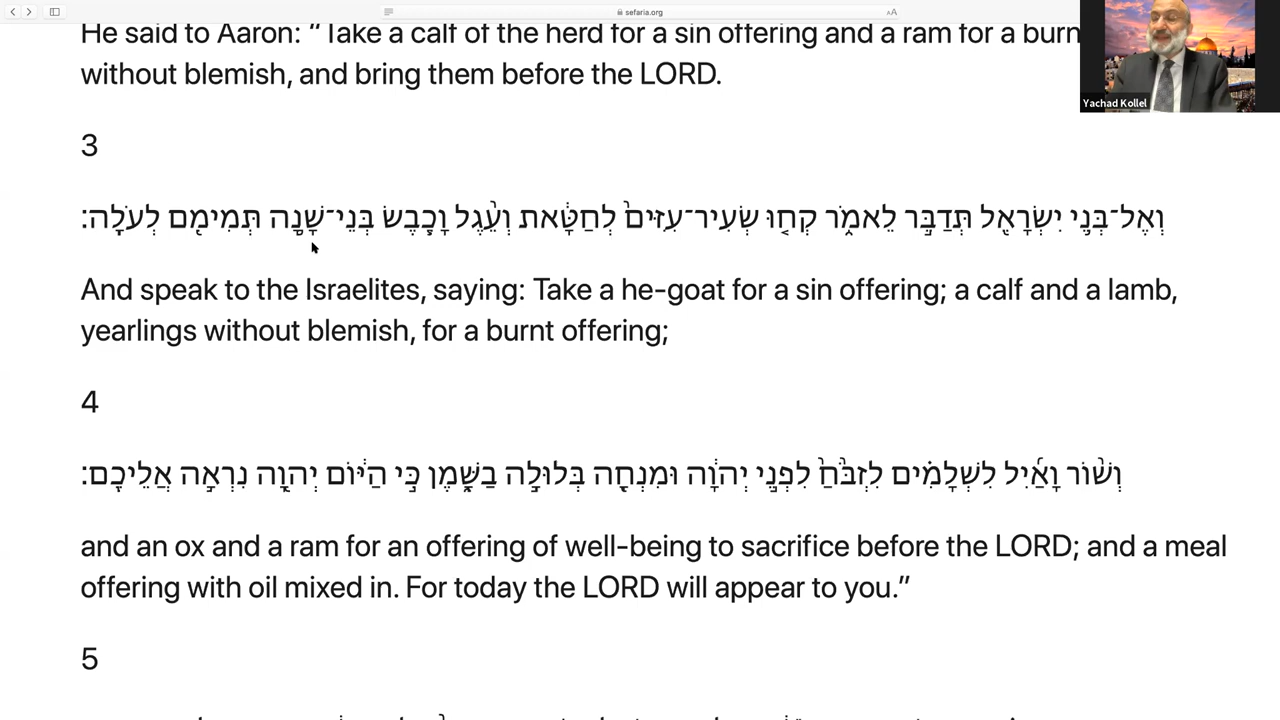 sefaria.org
AA
He said to Aaron: “Take a calf of the herd for a sin offering and a ram for a
without blemish, and bring them before the LORD.
Yachad Kollel
3
וְאֶל־בְּנֵ֥י יִשְׂרָאֵ֖ל תְּדַבֵּ֣ר לֵאמֹ֑ר קְח֤וּ שְׂעִיר־עִזִּים֙ לְחַטָּ֔את וְעֵ֨גֶל וָכֶ֧בֶשׂ בְּנֵי־שָׁנָ֛ה תְּמִימִ֖ם לְעֹלָֽה׃
And speak to the Israelites, saying: Take a he-goat for a sin offering; a calf and a lamb,
yearlings without blemish, for a burnt offering;
4
וְשׁ֨וֹר וָאַ֜יִל לִשְׁלָמִ֗ים לִזְבֹּ֙חַ֙ לִפְנֵ֣י יְהֹוָ֔ה וּמִנְחָ֖ה בְּלוּלָ֣ה בַשָּׁ֑מֶן כִּ֣י הַיּ֔וֹם יְהֹוָ֖ה נִרְאָ֥ה אֲלֵיכֶֽם׃
and an ox and a ram for an offering of well-being to sacrifice before the LORD; and a meal
offering with oil mixed in. For today the LORD will appear to you.”
5